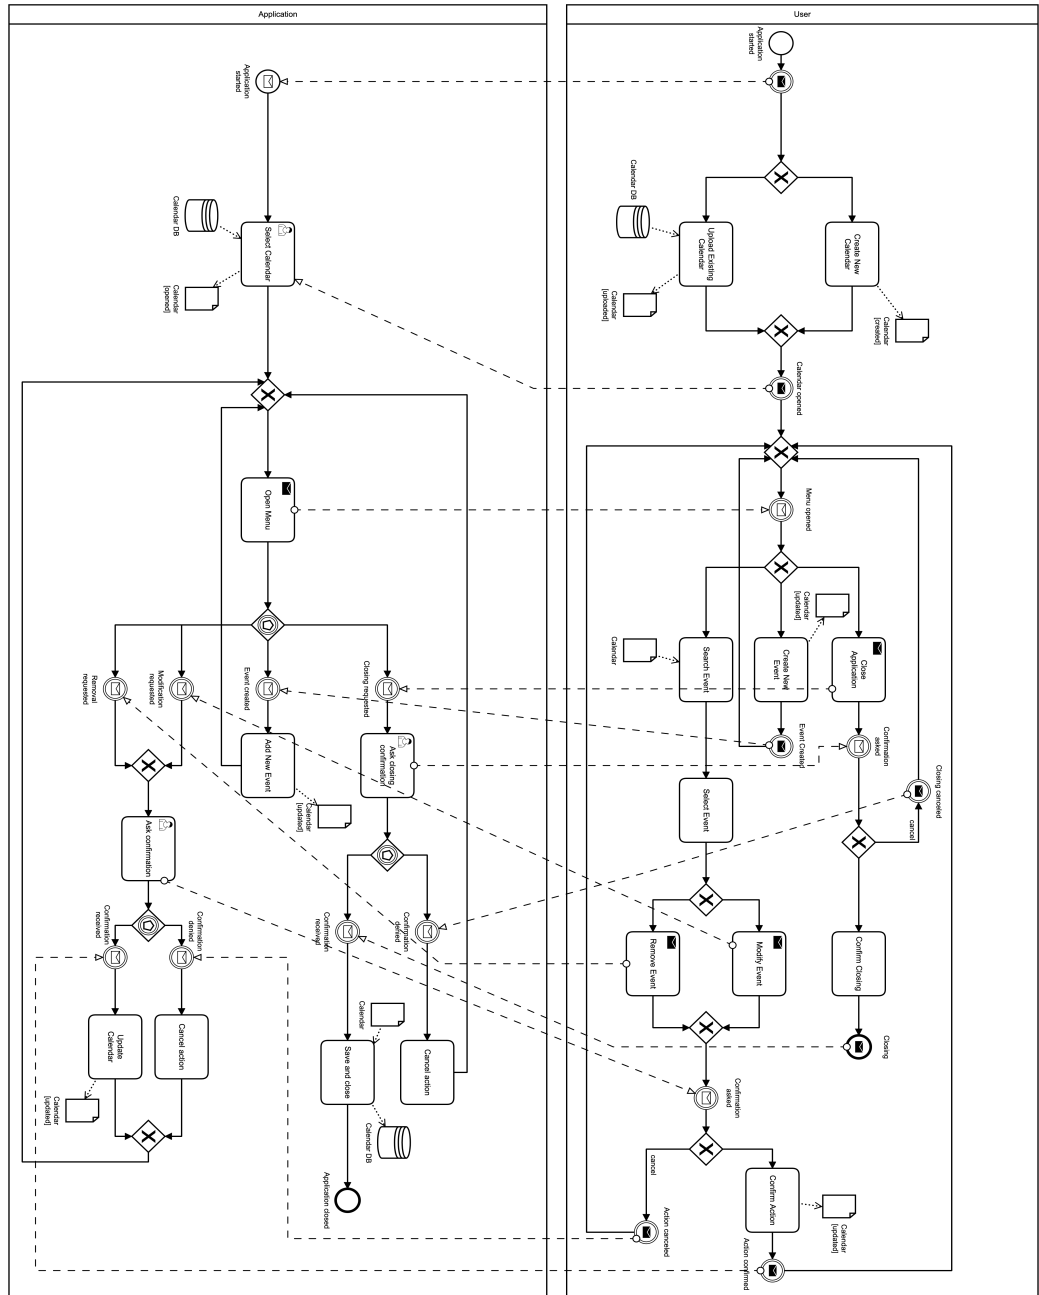 Application
User
Application
started
Application
started
Calendar DB
Select Calendar
Calendar
[opened]
Calendar DB
Upload Existing
Calendar
Create New
Calendar
Calendar
[uploaded]
Calendar
[created]
Calendar opened
Open Menu
Menu opened
Calendar
[updated]
Calendar
Search Event
Create New
Event
Close
Application
Removal
requested
Modification
requested
Event created
Closing requested
Add New Event
Ask closing
confirmation
Event Created
Confirmation
asked
Closing canceled
cancel
Calendar
[updated]
Select Event
Ask confirmation
Confirmation
received
Confirmation
denied
Confirmation
received
Confirmation
denied
Remove Event
Modify Event
Confirm Closing
Closing
Update
Calendar
Cancel action
Calendar
Save and close
Cancel action
Calendar
[updated]
Calendar DB
Confirmation
asked
Application closed
cancel
Confirm Action
Calendar
[updated]
Action canceled
Action confirmed